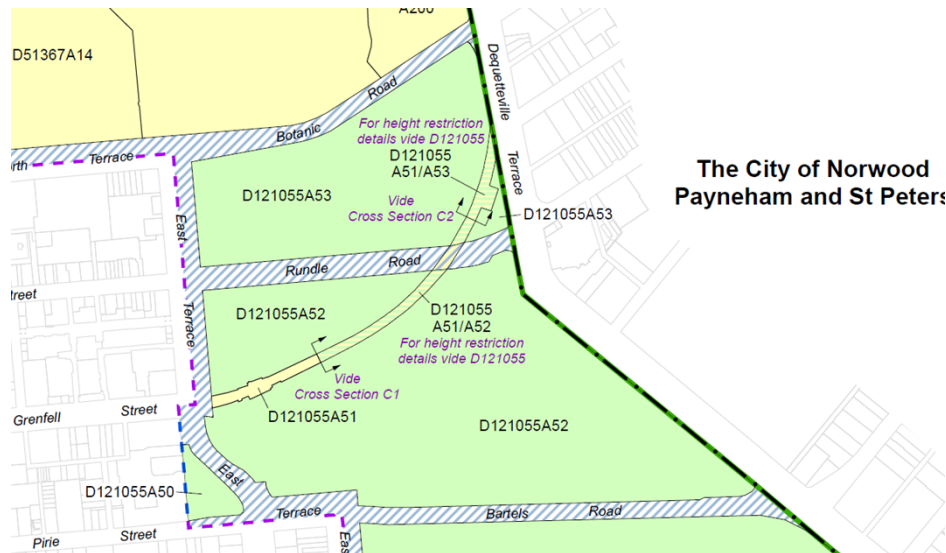 A200
D51367A14
Dequetteville
Terrace
Road
Botanic
For height restriction
details vide D121055
D121055
A51/A53
Terrace
East
Terrace
D121055A53
Vide
Cross Section C2
D121055A53
The City of Norwood
Payneham and St Peters
Rundle
Road
D121055A52
D121055
A51/A52
For height restriction
details vide D121055
Vide
Cross Section C1
Grenfell
Street
D121055A51
D121055A52
East
D121055A50
Terrace
Bartels
Road
Pirie
Street
East